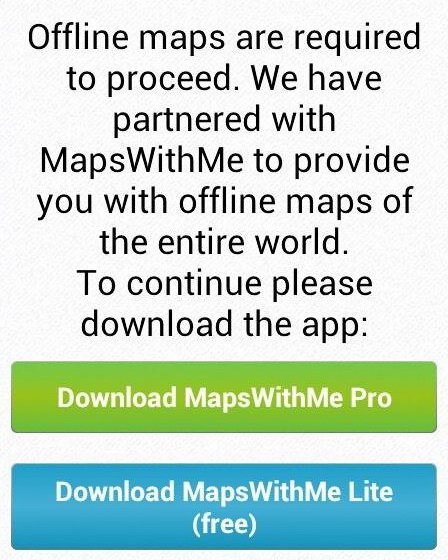 Offline maps are required
to proceed. We have
partnered with
MapsWithMe to provide
you with offline maps of
the entire world.
To continue please
download the app:
Download MapsWithMe Pro
Download MapsWithMe Lite
(free)